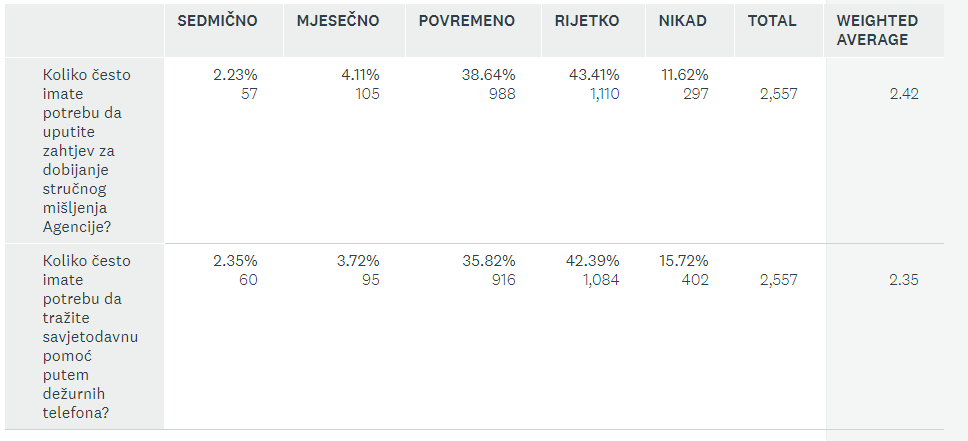 SEDMIČNO MJESEČNO POVREMENO RIJETKO NIKAD TOTAL WEIGHTED
AVERAGE
Koliko često 2.23% 4.11% 38.64% 43.41% 11.62%
imate 57 105 988 1,110 297 2,557 2.42
potrebu da
uputite
zahtjev za
dobijanje
stručnog
mišljenja
Agencije?
Koliko često 2.35% 3.72% 35.82% 42.39% 15.72%
imate 60 95 916 1,084 402 2,557 2.35
potrebu da
tražite
savjetodavnu
pomoć
putem
dežurnih
telefona?